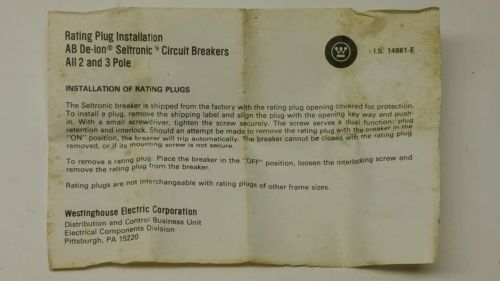 Rating Plug Installation
AB De-ion® Seltronic™ Circuit Breakers
All 2 and 3 Pole
I.S. 14861-E
INSTALLATION OF RATING PLUGS
The Seltronic breaker is shipped from the factory with the rating plug opening covered for protection.
To install a plug, remove the shipping label and align the plug with the opening key way and push-
in. With a small screwdriver, tighten the screw securely. The screw serves a dual function: plug
retention and interlock. Should an attempt be made to remove the rating plug with the breaker in the
"ON" position, the breaker will trip automatically. The breaker cannot be closed with the rating plug
removed, or if its mounting screw is not secure.
To remove a rating plug. Place the breaker in the "OFF" position, loosen the interlocking screw and
remove the rating plug from the breaker.
Rating plugs are not interchangeable with rating plugs of other frame sizes.
Westinghouse Electric Corporation
Distribution and Control Business Unit
Electrical Components Division
Pittsburgh, PA 15220